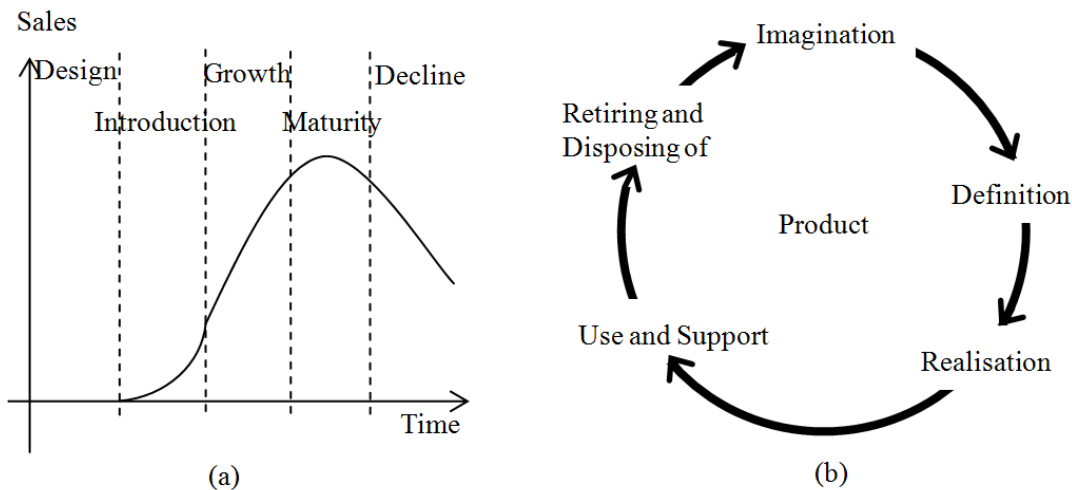 Sales
Design
Growth
Decline
Introduction
Maturity
Time
(a)
Imagination
Retiring and
Disposing of
Definition
Product
Use and Support
Realisation
(b)